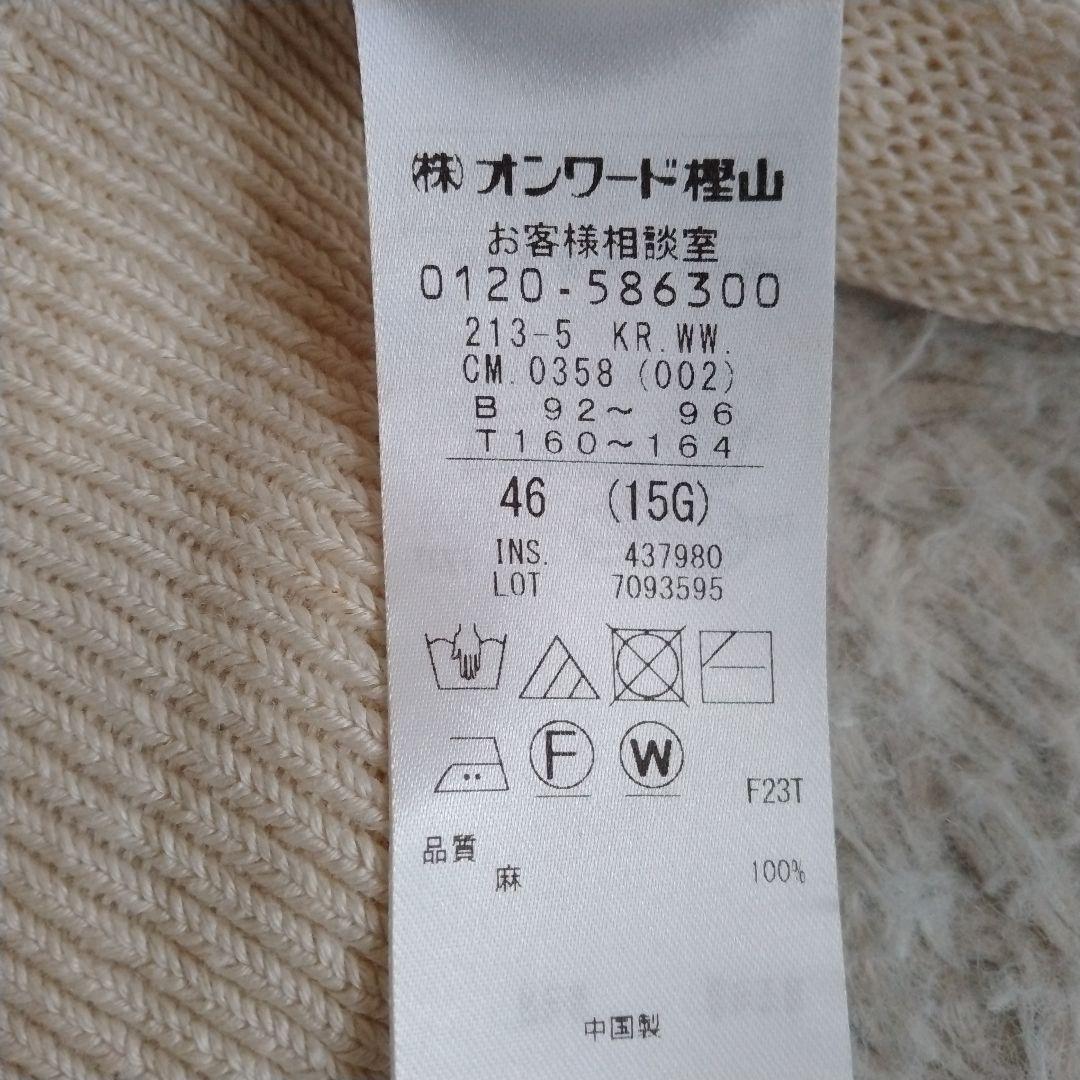 ㈱オンワード樫山
お客様相談室
0120-586300
213-5 KR.WW.
CM.0358 (002)
B 92～ 96
T160～164
46 (15G)
INS. 437980
LOT 7093595
F W
F23T
品質
麻 100%
中国製